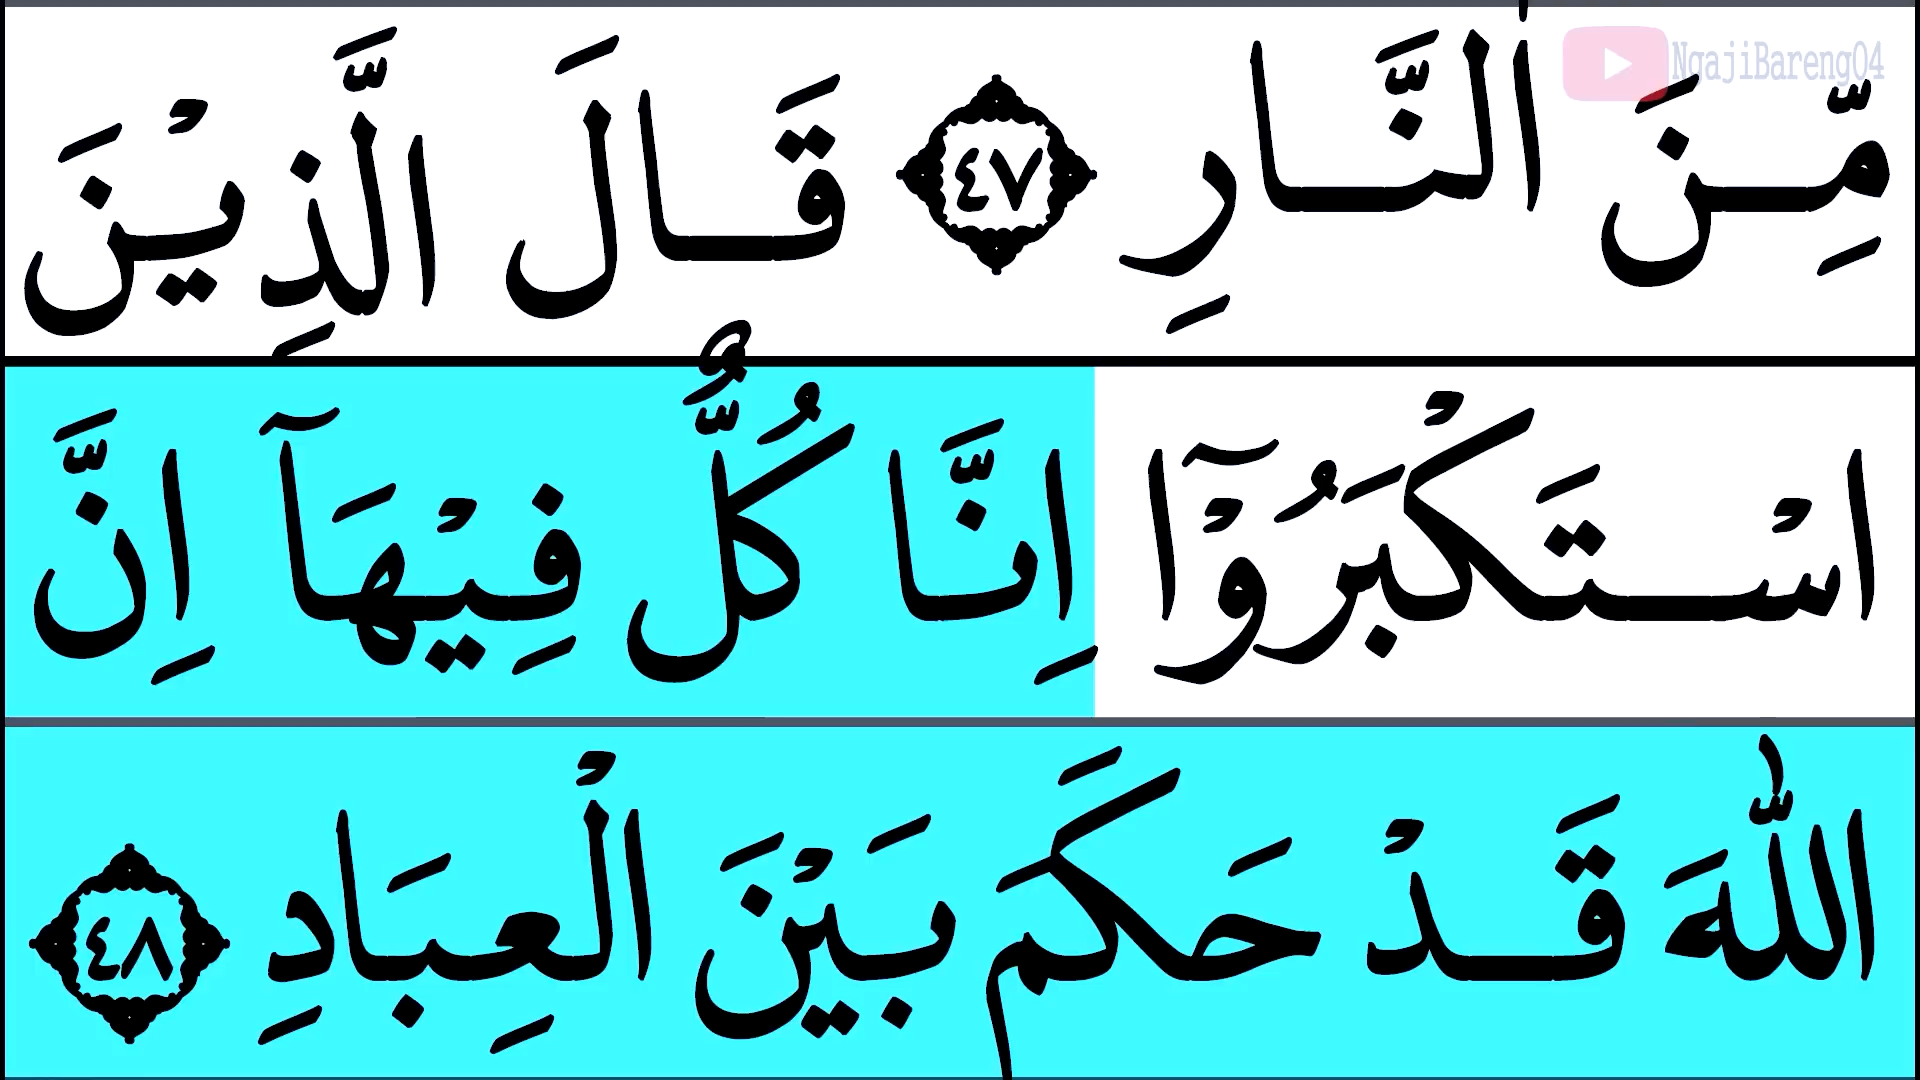 NgajiBareng04
مِّنَ النَّارِ ٤٧ قَالَ الَّذِيْنَ
اسْتَكْبَرُوْٓا اِنَّا كُلٌّ فِيْهَآ اِنَّ
اللّٰهَ قَدْ حَكَمَ بَيْنَ الْعِبَادِ ٤٨